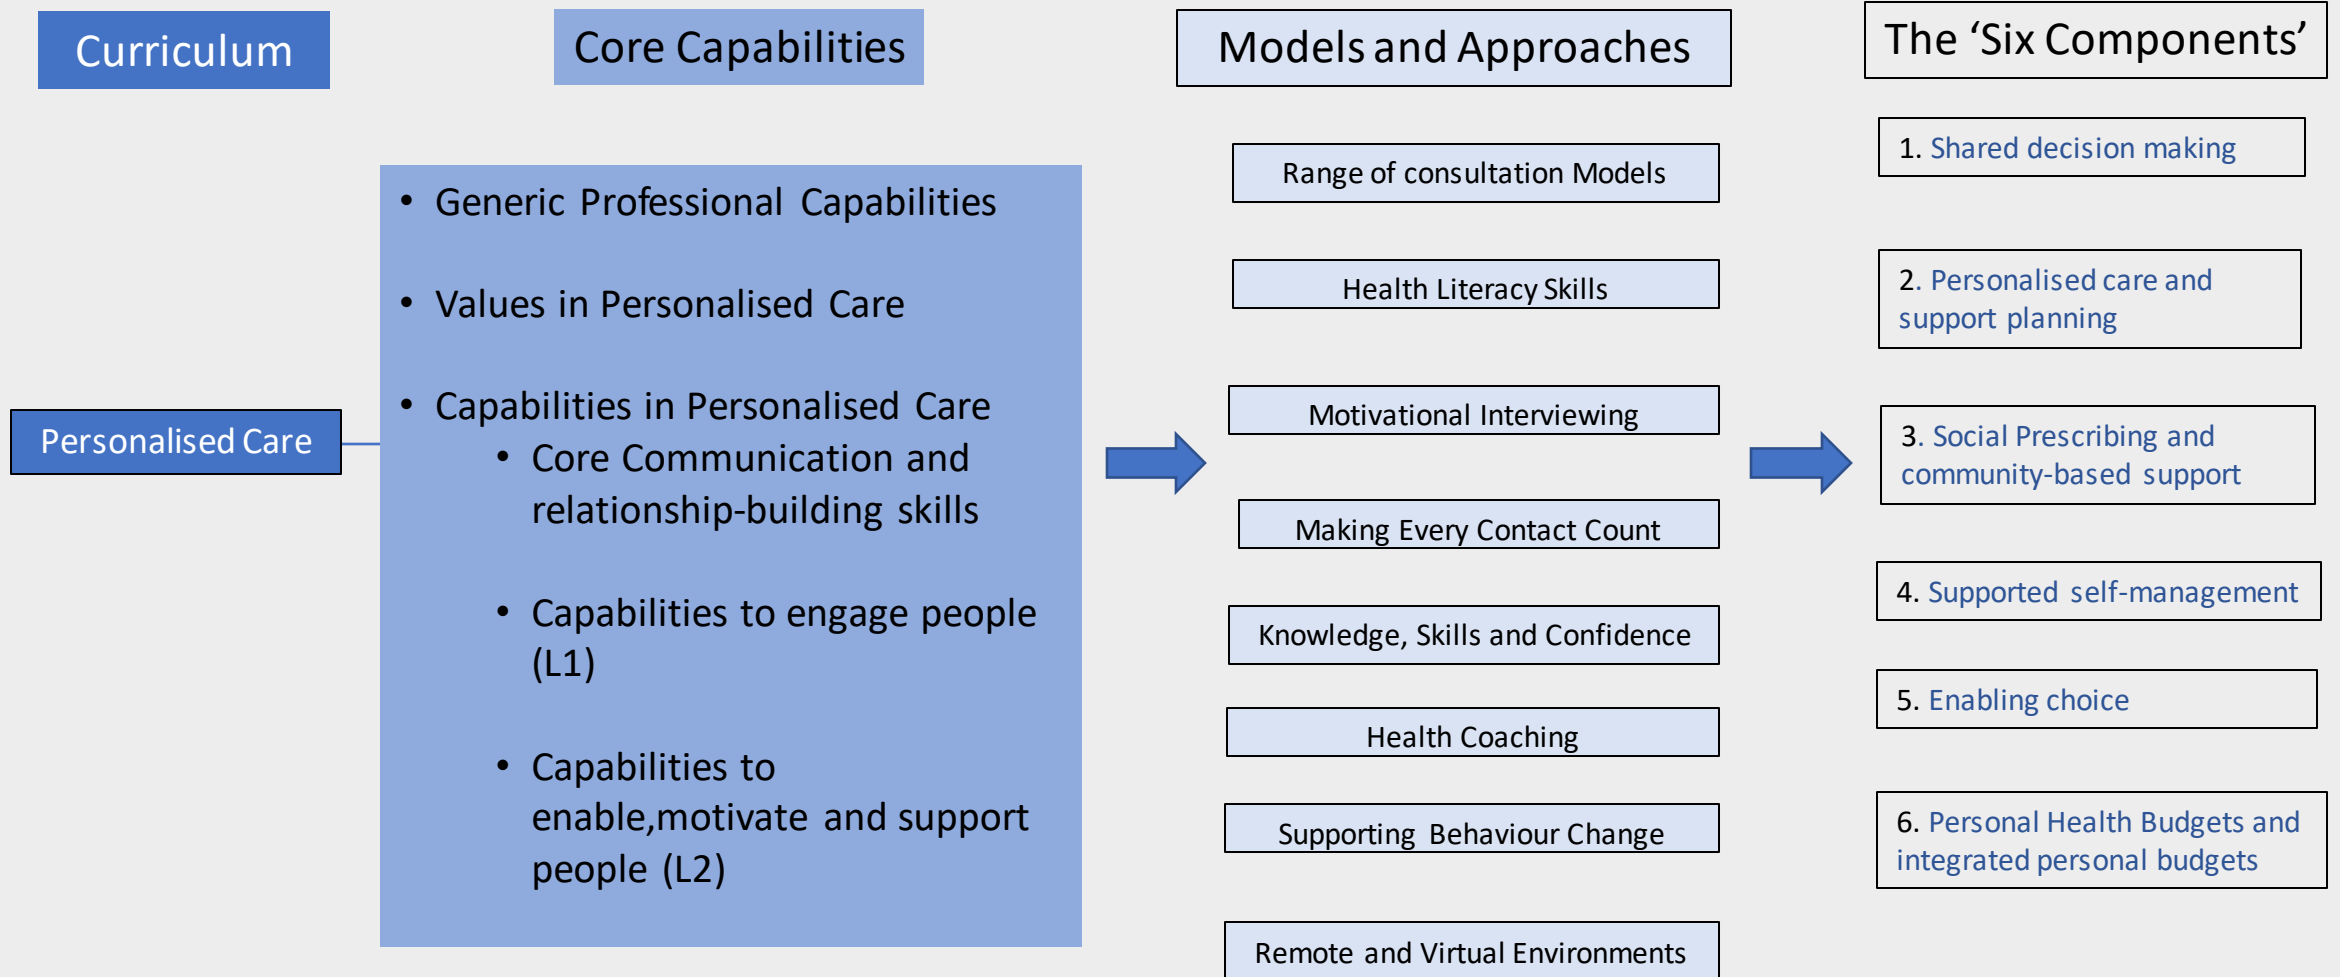 Curriculum
Core Capabilities
Models and Approaches
The ‘Six Components’
Personalised Care
• Generic Professional Capabilities
• Values in Personalised Care
• Capabilities in Personalised Care
• Core Communication and
relationship-building skills
• Capabilities to engage people
(L1)
• Capabilities to
enable,motivate and support
people (L2)
Range of consultation Models
Health Literacy Skills
Motivational Interviewing
Making Every Contact Count
Knowledge, Skills and Confidence
Health Coaching
Supporting Behaviour Change
Remote and Virtual Environments
1. Shared decision making
2. Personalised care and
support planning
3. Social Prescribing and
community-based support
4. Supported self-management
5. Enabling choice
6. Personal Health Budgets and
integrated personal budgets